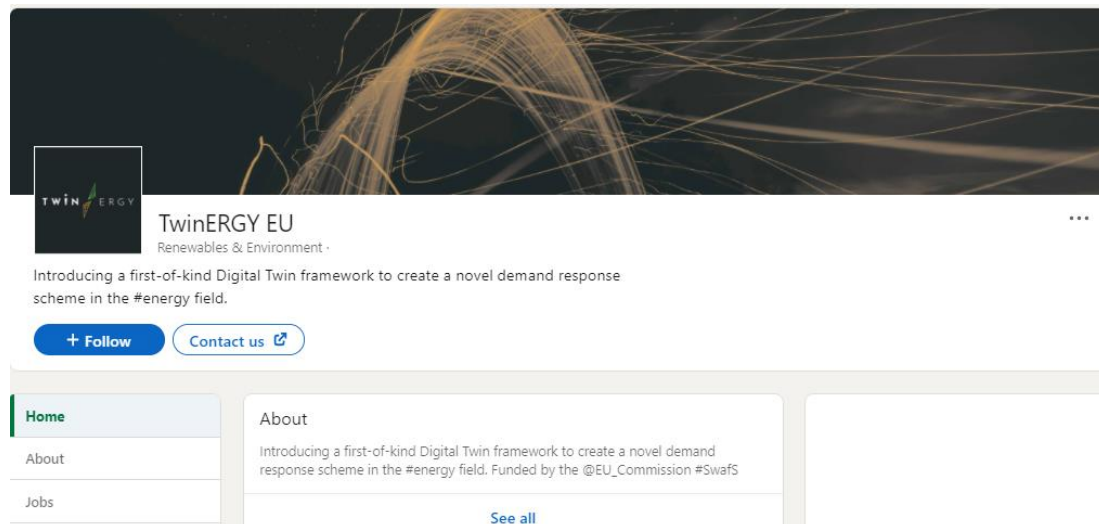 TWIN ERGY
TwinERGY EU
Renewables & Environment ·
Introducing a first-of-kind Digital Twin framework to create a novel demand response
scheme in the #energy field.
+ Follow
Contact us
Home
About
Jobs
About
Introducing a first-of-kind Digital Twin framework to create a novel demand
response scheme in the #energy field. Funded by the @EU_Commission #SwafS
See all